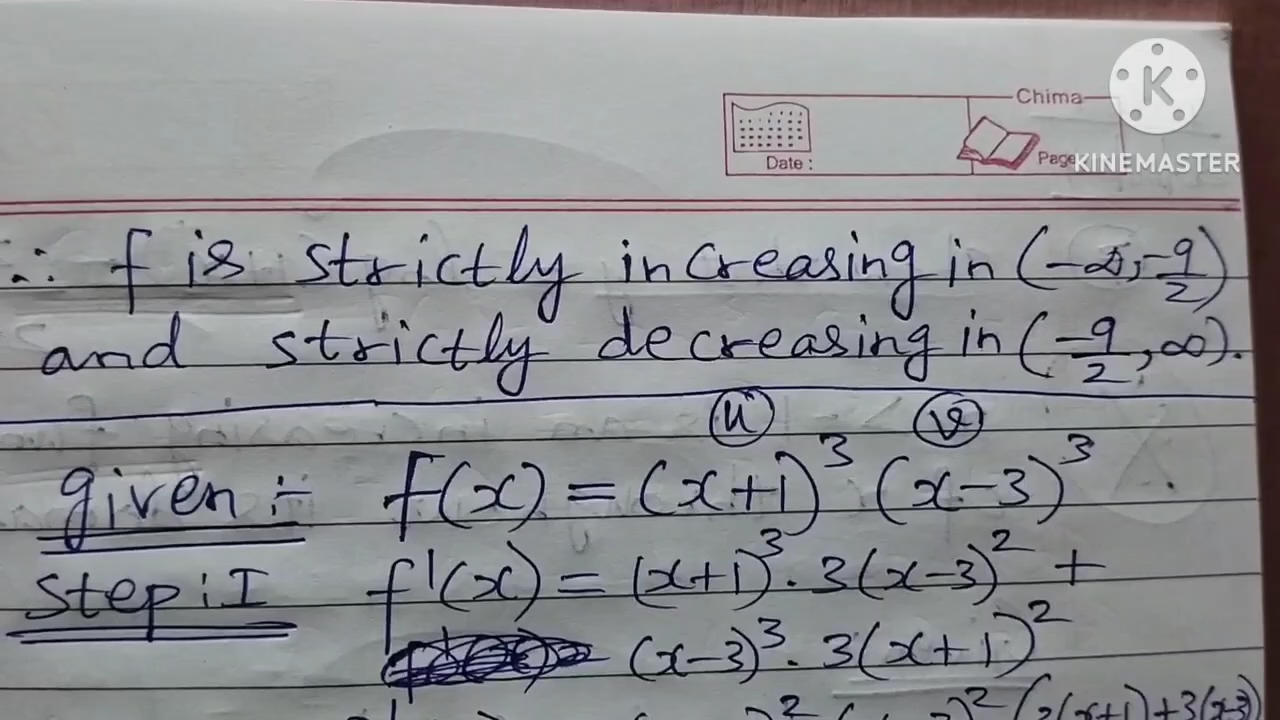 Chima
Date :
Page
KINEMASTER
∴ f is strictly increasing in (-∞, -9/2)
and strictly decreasing in (-9/2, ∞).
u v
given :- f(x) = (x+1)³ (x-3)³
step : I f'(x) = (x+1)³ . 3(x-3)² +
(x-3)³ . 3(x+1)²